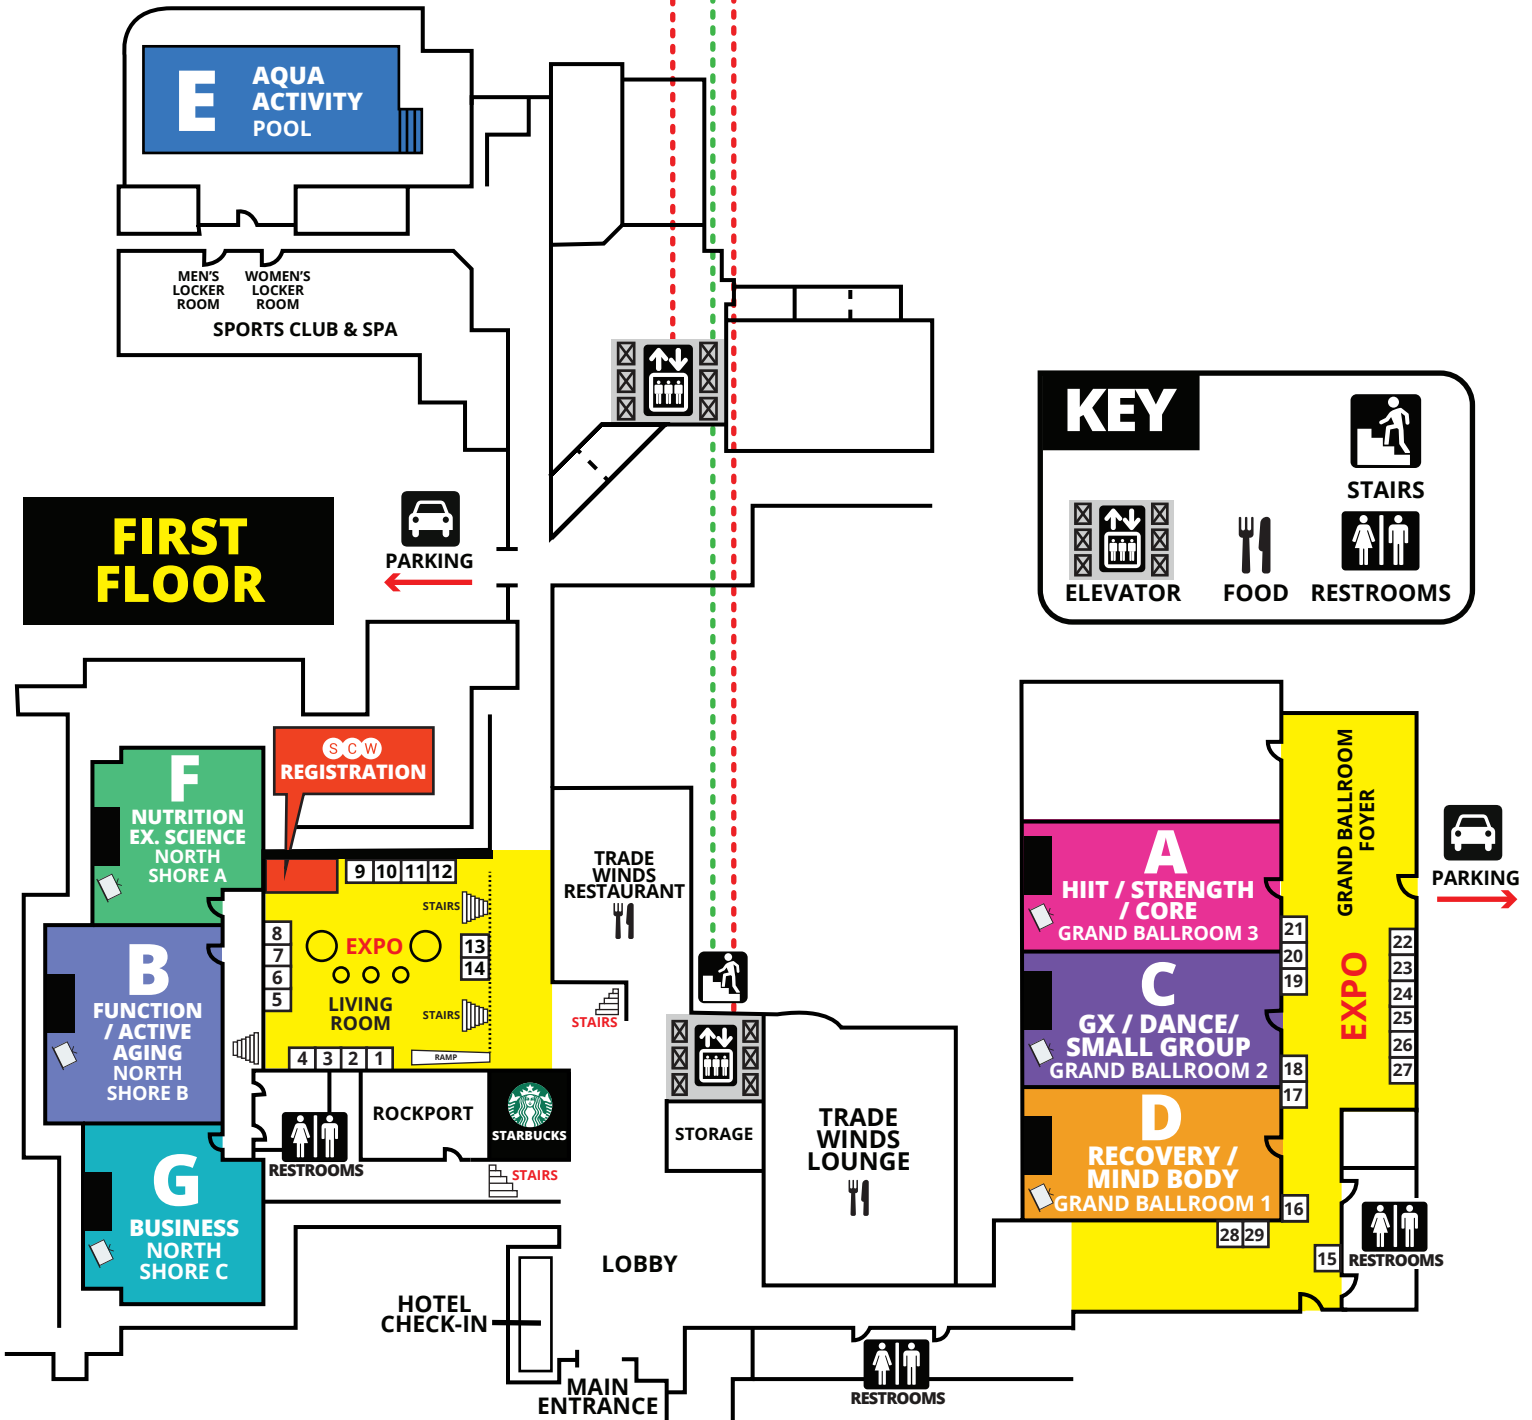 E
AQUA
ACTIVITY
POOL
MEN'S
LOCKER
ROOM
WOMEN'S
LOCKER
ROOM
SPORTS CLUB & SPA
KEY
STAIRS
ELEVATOR
FOOD
RESTROOMS
FIRST
FLOOR
PARKING
F
NUTRITION
EX. SCIENCE
NORTH
SHORE A
SCW
REGISTRATION
9 10 11 12
STAIRS
8
7
6
5
EXPO
13
14
LIVING
ROOM
STAIRS
4 3 2 1
RAMP
B
FUNCTION
/ ACTIVE
AGING
NORTH
SHORE B
G
BUSINESS
NORTH
SHORE C
RESTROOMS
ROCKPORT
STARBUCKS
STAIRS
TRADE
WINDS
RESTAURANT
STAIRS
STORAGE
TRADE
WINDS
LOUNGE
LOBBY
HOTEL
CHECK-IN
MAIN
ENTRANCE
RESTROOMS
A
HIIT / STRENGTH
/ CORE
GRAND BALLROOM 3
C
GX / DANCE/
SMALL GROUP
GRAND BALLROOM 2
D
RECOVERY /
MIND BODY
GRAND BALLROOM 1
GRAND BALLROOM
FOYER
EXPO
21
20
19
18
17
16
22
23
24
25
26
27
28 29
15
PARKING
RESTROOMS